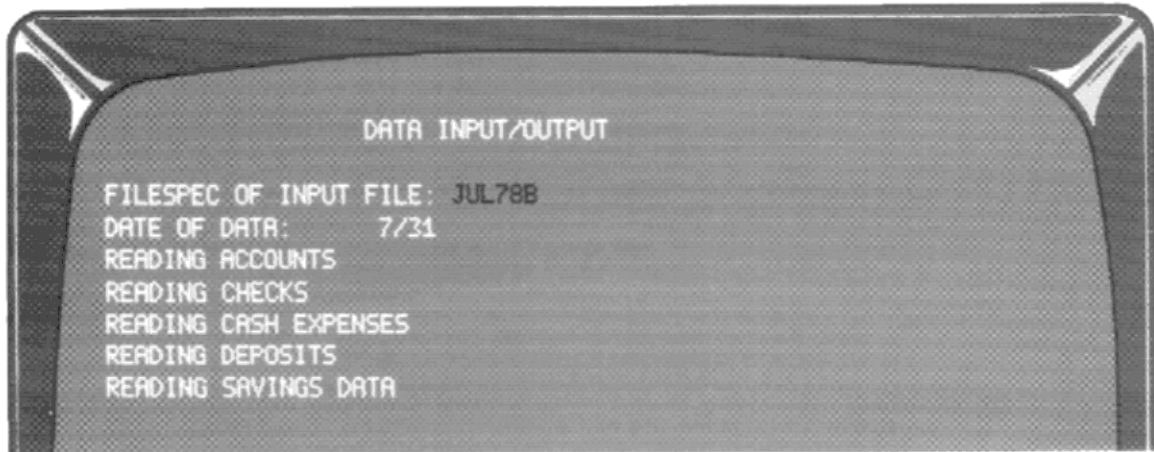 DATA INPUT/OUTPUT
FILESPEC OF INPUT FILE: JUL78B
DATE OF DATA: 7/31
READING ACCOUNTS
READING CHECKS
READING CASH EXPENSES
READING DEPOSITS
READING SAVINGS DATA